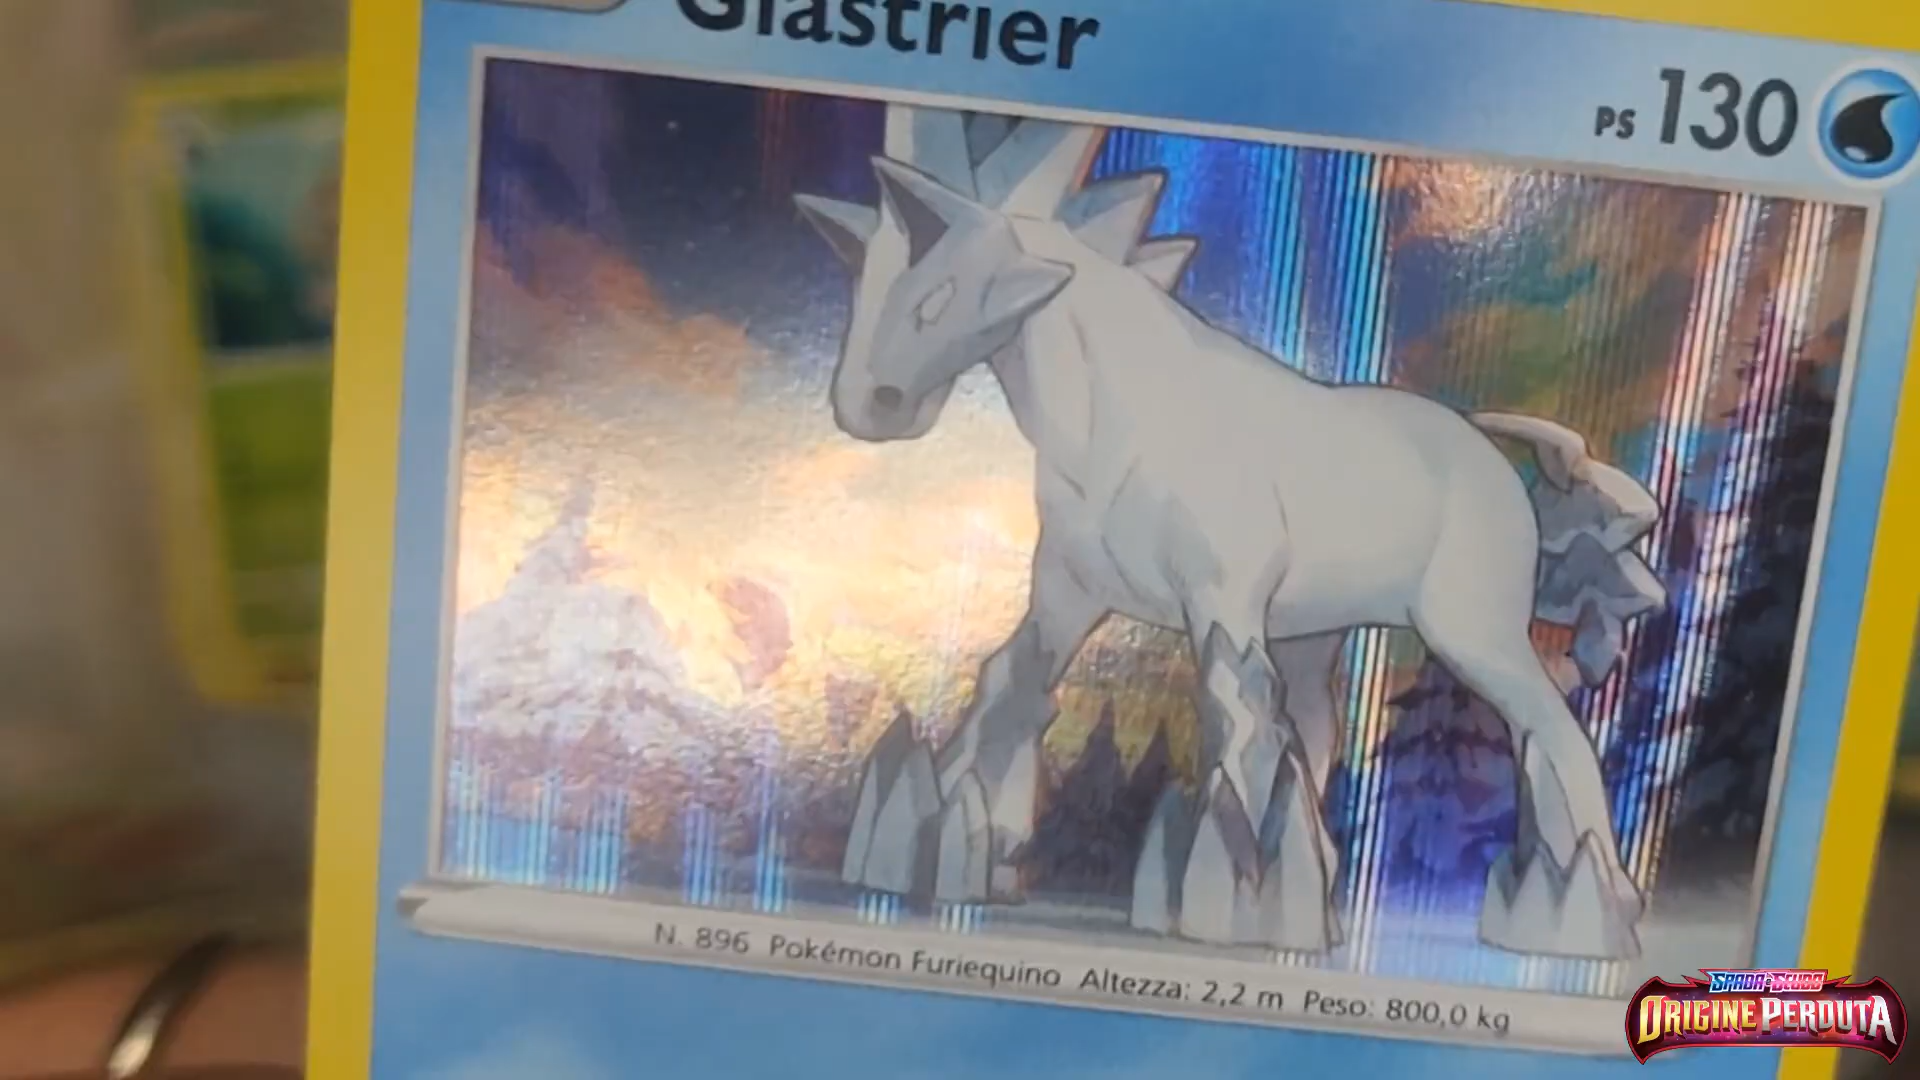 Glastrier
PS 130
N. 896 Pokémon Furiequino Altezza: 2,2 m Peso: 800,0 kg
SPADA E SCUDO
ORIGINE PERDUTA